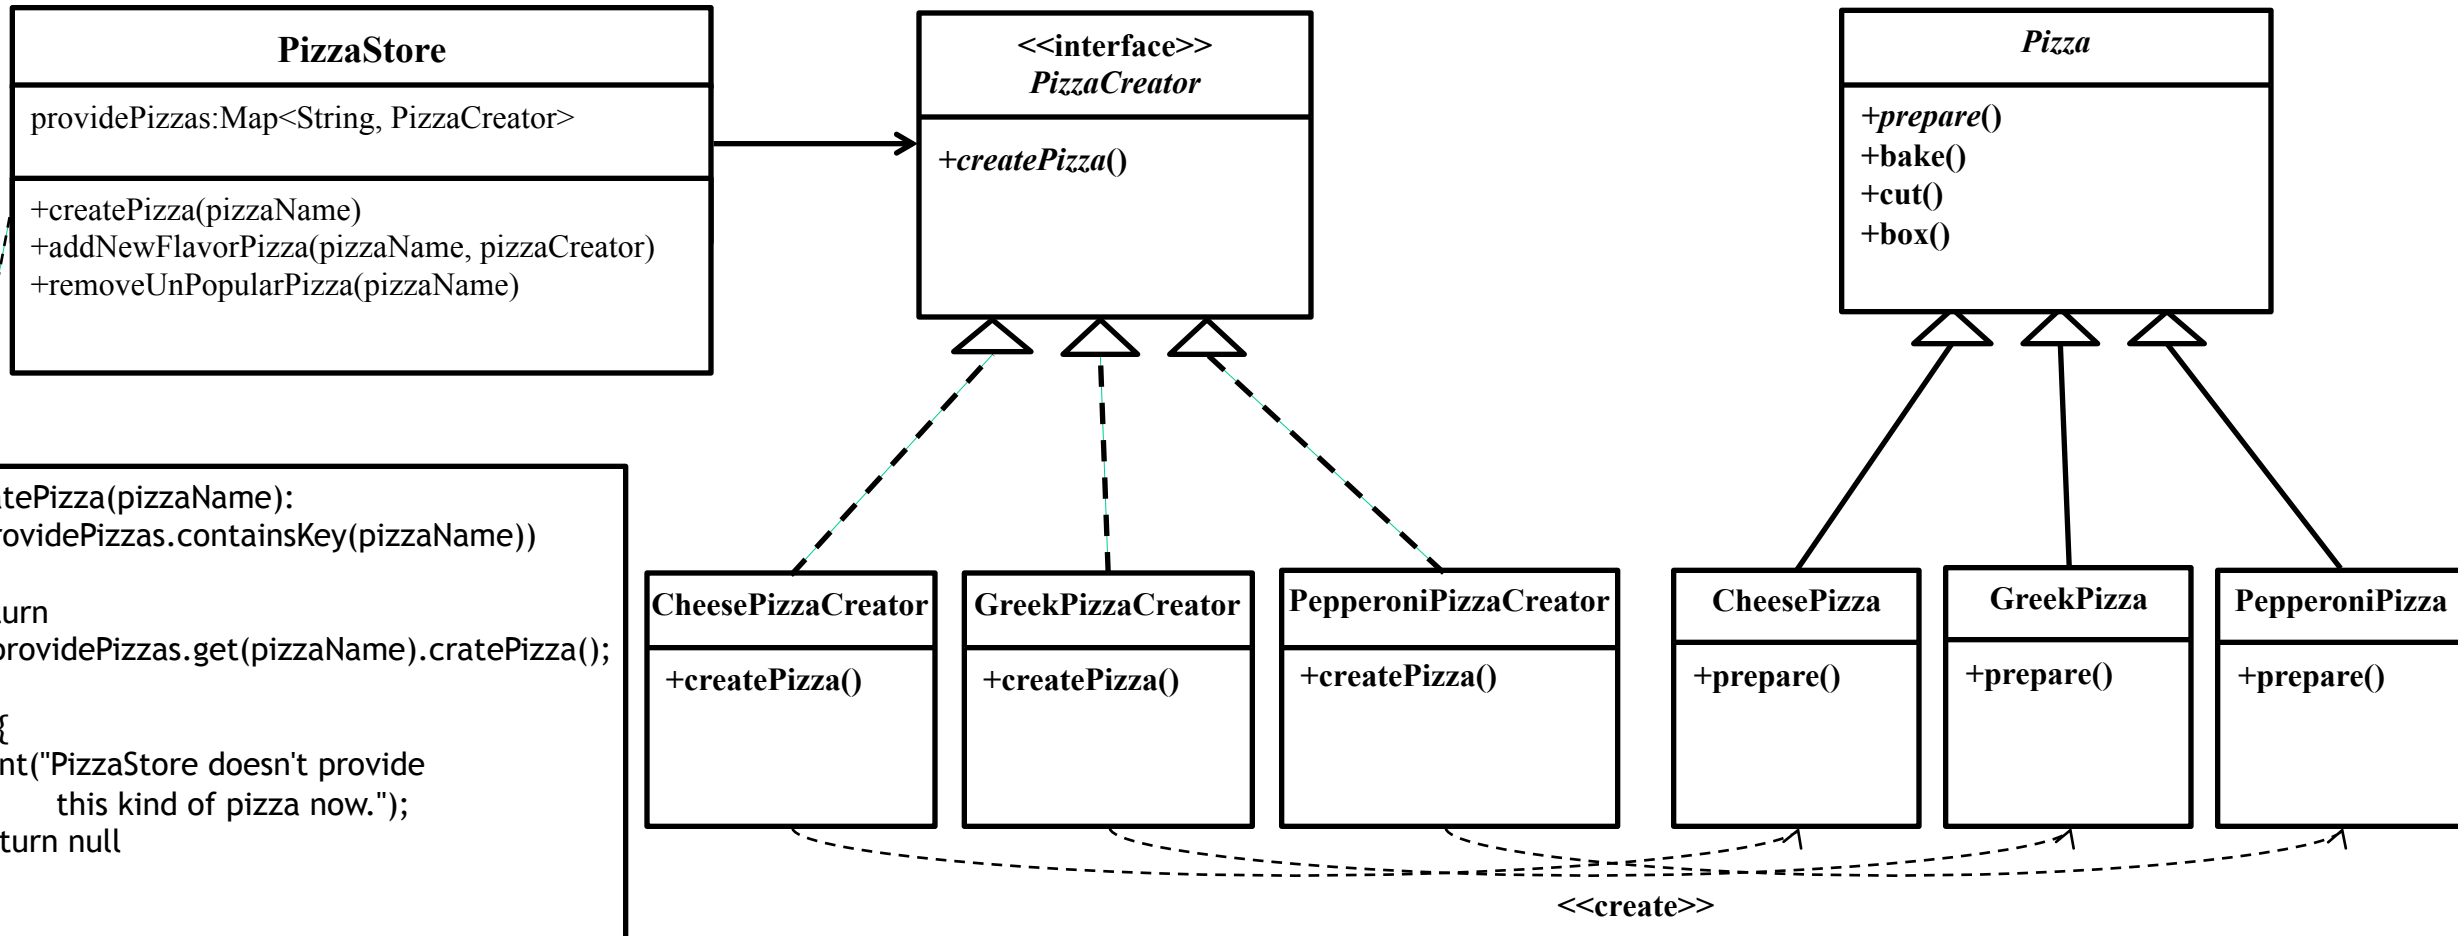 PizzaStore
providePizzas:Map<String, PizzaCreator>
+createPizza(pizzaName)
+addNewFlavorPizza(pizzaName, pizzaCreator)
+removeUnPopularPizza(pizzaName)
<<interface>>
PizzaCreator
+createPizza()
Pizza
+prepare()
+bake()
+cut()
+box()
atePizza(pizzaName):
rovidePizzas.containsKey(pizzaName))
urn
providePizzas.get(pizzaName).cratePizza();
{
nt("PizzaStore doesn't provide
this kind of pizza now.");
turn null
CheesePizzaCreator
+createPizza()
GreekPizzaCreator
+createPizza()
PepperoniPizzaCreator
+createPizza()
CheesePizza
+prepare()
GreekPizza
+prepare()
PepperoniPizza
+prepare()
<<create>>